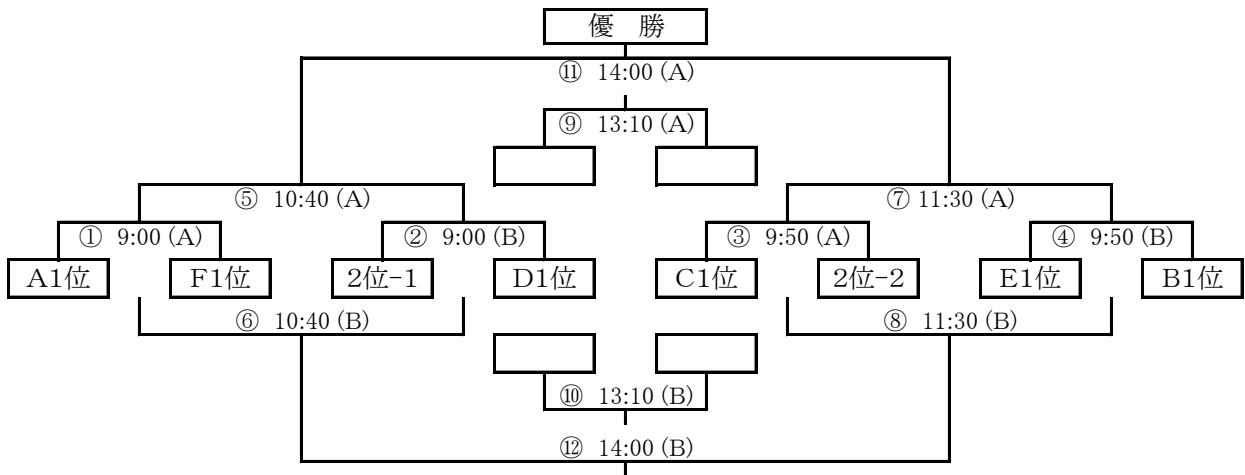 優　勝
⑪ 14:00 (A)
⑨ 13:10 (A)
⑤ 10:40 (A)
⑦ 11:30 (A)
① 9:00 (A)
② 9:00 (B)
③ 9:50 (A)
④ 9:50 (B)
A1位
F1位
2位-1
D1位
C1位
2位-2
E1位
B1位
⑥ 10:40 (B)
⑧ 11:30 (B)
⑩ 13:10 (B)
⑫ 14:00 (B)